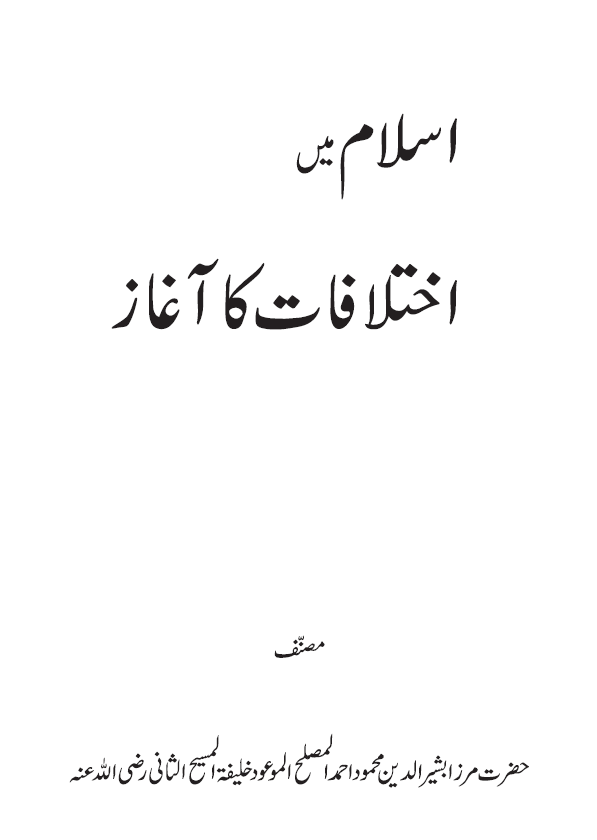 اسلام میں
اختلافات کا آغاز
مصنّف
حضرت مرزا بشیر الدین محمود احمد المصلح الموعود خلیفۃ المسیح الثانی رضی اللہ عنہ